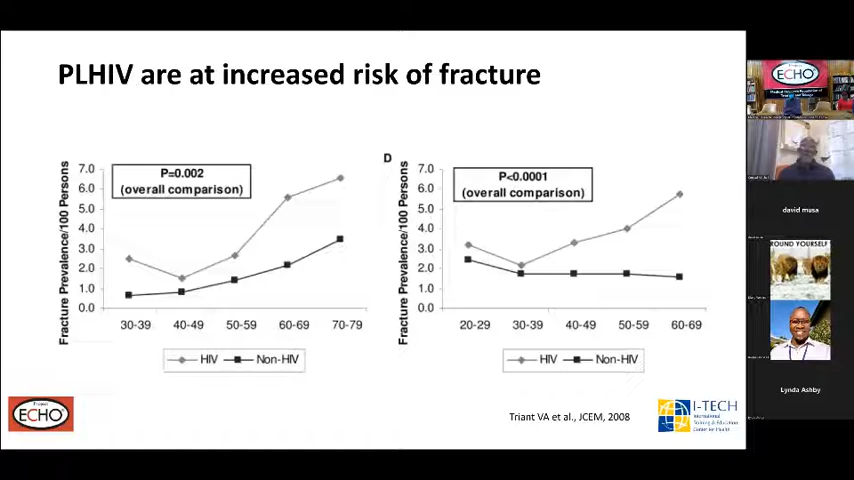 PLHIV are at increased risk of fracture
Fracture Prevalence/100 Persons
7.0
6.0
5.0
4.0
3.0
2.0
1.0
0.0
P=0.002
(overall comparison)
30-39 40-49 50-59 60-69 70-79
HIV Non-HIV
D
Fracture Prevalence/100 Persons
7.0
6.0
5.0
4.0
3.0
2.0
1.0
0.0
P<0.0001
(overall comparison)
20-29 30-39 40-49 50-59 60-69
HIV Non-HIV
Triant VA et al., JCEM, 2008
ECHO
I-TECH
International
Training & Education
Center for Health
ECHO
david musa
ROUND YOURSELF
Lynda Ashby